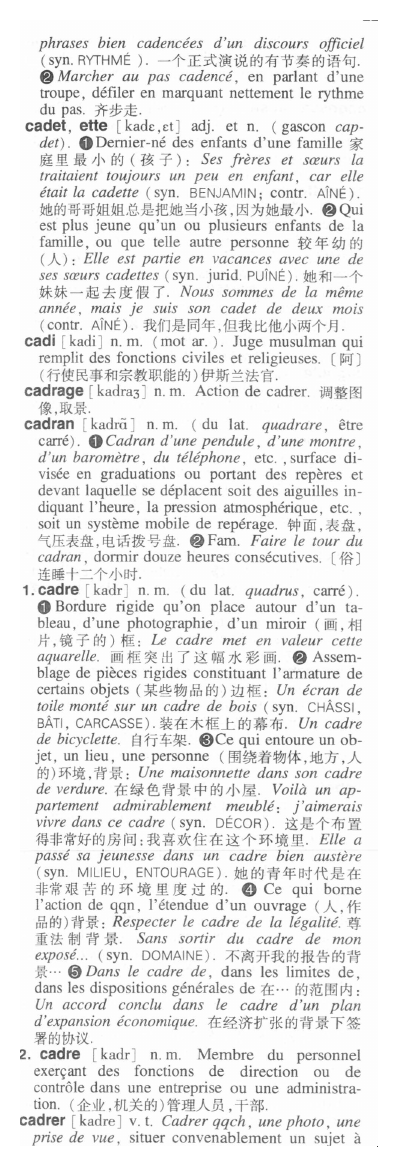 phrases bien cadencées d'un discours officiel
(syn. RYTHMÉ ). 一个正式演说的有节奏的语句.
❷ Marcher au pas cadencé, en parlant d'une
troupe, défiler en marquant nettement le rythme
du pas. 齐步走.
cadet, ette [kadɛ,ɛt] adj. et n. ( gascon cap-
det). ❶Dernier-né des enfants d'une famille 家
庭里最小的(孩子): Ses frères et sœurs la
traitaient toujours un peu en enfant, car elle
était la cadette (syn. BENJAMIN; contr. AÎNÉ).
她的哥哥姐姐总是把她当小孩,因为她最小. ❷Qui
est plus jeune qu'un ou plusieurs enfants de la
famille, ou que telle autre personne 较年幼的
(人): Elle est partie en vacances avec une de
ses sœurs cadettes (syn. jurid. PUÎNÉ). 她和一个
妹妹一起去度假了. Nous sommes de la même
année, mais je suis son cadet de deux mois
(contr. AÎNÉ). 我们是同年,但我比他小两个月.
cadi [kadi] n. m. (mot ar. ). Juge musulman qui
remplit des fonctions civiles et religieuses. [阿]
(行使民事和宗教职能的)伊斯兰法官.
cadrage [kadraʒ] n. m. Action de cadrer. 调整图
像,取景.
cadran [kadrɑ̃] n. m. ( du lat. quadrare, être
carré). ❶Cadran d'une pendule, d'une montre,
d'un baromètre, du téléphone, etc. , surface di-
visée en graduations ou portant des repères et
devant laquelle se déplacent soit des aiguilles in-
diquant l'heure, la pression atmosphérique, etc. ,
soit un système mobile de repérage. 钟面,表盘,
气压表盘,电话拨号盘. ❷Fam. Faire le tour du
cadran, dormir douze heures consécutives. [俗]
连睡十二个小时.
1. cadre [kadr] n. m. (du lat. quadrus, carré).
❶ Bordure rigide qu'on place autour d'un ta-
bleau, d'une photographie, d'un miroir (画,相
片,镜子的)框: Le cadre met en valeur cette
aquarelle. 画框突出了这幅水彩画. ❷ Assem-
blage de pièces rigides constituant l'armature de
certains objets (某些物品的)边框: Un écran de
toile monté sur un cadre de bois (syn. CHÂSSI,
BÂTI, CARCASSE). 装在木框上的幕布. Un cadre
de bicyclette. 自行车架. ❸Ce qui entoure un ob-
jet, un lieu, une personne (围绕着物体,地方,人
的)环境,背景: Une maisonnette dans son cadre
de verdure. 在绿色背景中的小屋. Voilà un ap-
partement admirablement meublé; j'aimerais
vivre dans ce cadre (syn. DÉCOR). 这是个布置
得非常好的房间;我喜欢住在这个环境里. Elle a
passé sa jeunesse dans un cadre bien austère
(syn. MILIEU, ENTOURAGE). 她的青年时代是在
非常艰苦的环境里度过的. ❹ Ce qui borne
l'action de qqn, l'étendue d'un ouvrage (人,作
品的)背景: Respecter le cadre de la légalité. 尊
重法制背景. Sans sortir du cadre de mon
exposé... (syn. DOMAINE). 不离开我的报告的背
景… ❺Dans le cadre de, dans les limites de,
dans les dispositions générales de 在…的范围内:
Un accord conclu dans le cadre d'un plan
d'expansion économique. 在经济扩张的背景下签
署的协议.
2. cadre [kadr] n. m. Membre du personnel
exerçant des fonctions de direction ou de
contrôle dans une entreprise ou une administra-
tion. (企业,机关的)管理人员,干部.
cadrer [kadre] v. t. Cadrer qqch, une photo, une
prise de vue, situer convenablement un sujet à